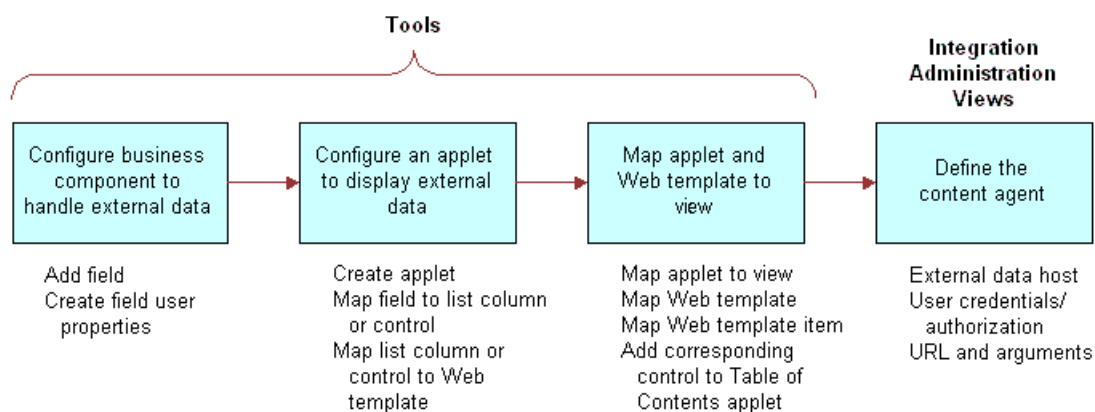 Tools
Integration
Administration
Views
Configure business
component to
handle external data
Configure an applet
to display external
data
Map applet and
Web template to
view
Define the
content agent
Add field
Create field user
properties
Create applet
Map field to list column
or control
Map list column or
control to Web
template
Map applet to view
Map Web template
Map Web template item
Add corresponding
control to Table of
Contents applet
External data host
User credentials/
authorization
URL and arguments